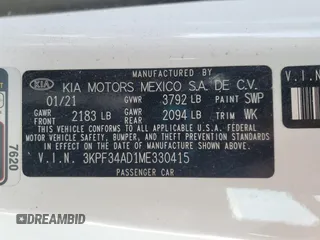 MANUFACTURED BY
KIA KIA MOTORS MEXICO S.A. DE C.V.
01/21 GVWR 3792 LB PAINT SWP
GAWR FRONT 2183 LB GAWR REAR 2094 LB TRIM WK
THIS VEHICLE CONFORMS TO ALL APPLICABLE U.S. FEDERAL MOTOR VEHICLE
SAFETY, BUMPER, AND THEFT PREVENTION STANDARDS IN EFFECT ON
THE DATE OF MANUFACTURE SHOWN ABOVE.
V.I.N. 3KPF34AD1ME330415
PASSENGER CAR
7620
V.I.N.